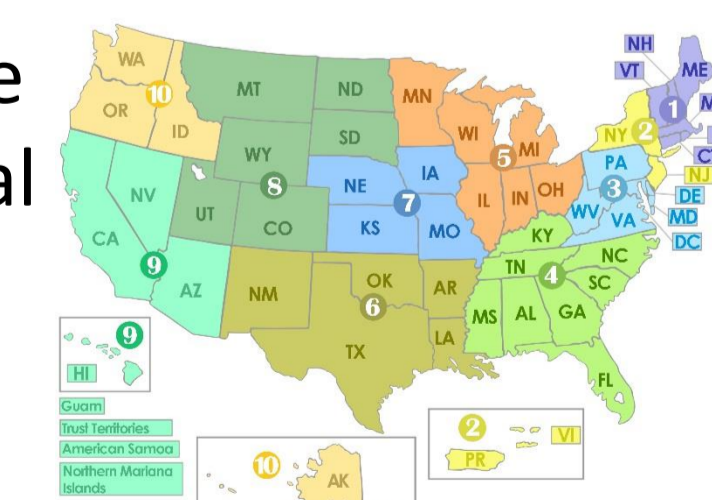 e
al
NH
VT
ME
WA
MT
ND
MN
10
OR
ID
1
M
WI
MI
NY
2
SD
WY
5
C
PA
NJ
NV
8
NE
IA
7
IL
IN
OH
3
DE
UT
CO
KS
MO
WV
VA
MD
CA
KY
DC
9
AZ
NM
OK
AR
TN
4
NC
SC
6
MS
AL
GA
TX
LA
9
HI
FL
Guam
Trust Territories
American Samoa
Northern Mariana
Islands
10
AK
2
VI
PR